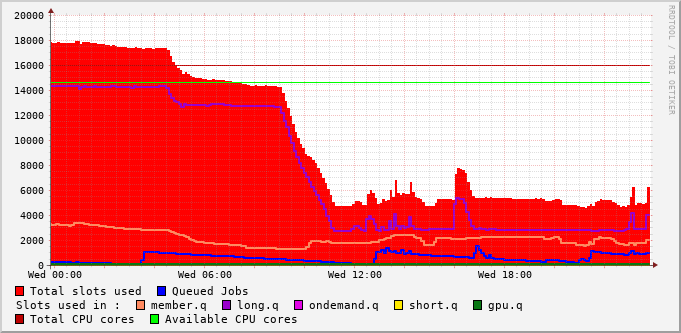 20000
18000
16000
14000
12000
10000
8000
6000
4000
2000
0
Wed 00:00 Wed 06:00 Wed 12:00 Wed 18:00
Total slots used Queued Jobs
Slots used in : member.q long.q ondemand.q short.q gpu.q
Total CPU cores Available CPU cores
RRDTOOL / TOBI OETIKER